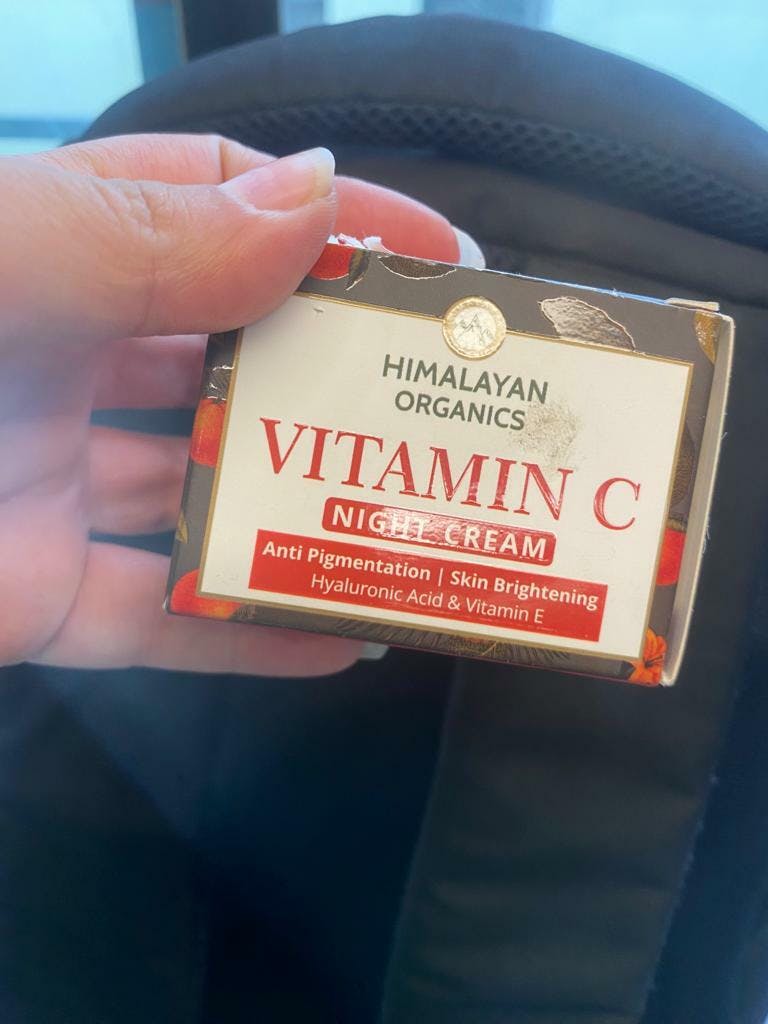 HIMALAYAN
ORGANICS
VITAMIN C
NIGHT CREAM
Anti Pigmentation | Skin Brightening
Hyaluronic Acid & Vitamin E